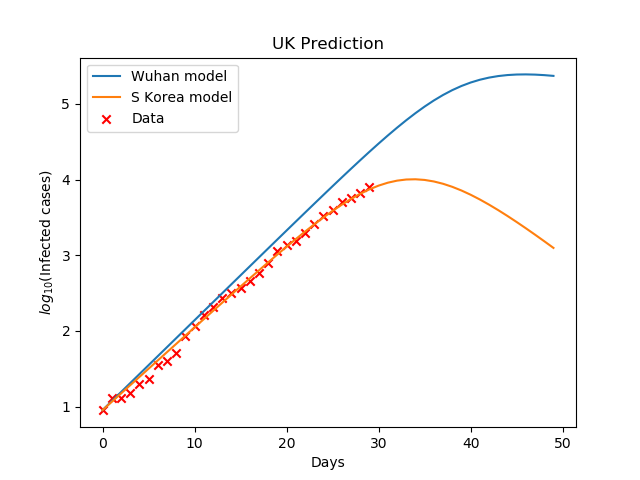 UK Prediction
Wuhan model
S Korea model
Data
log10(Infected cases)
5
4
3
2
1
0 10 20 30 40 50
Days